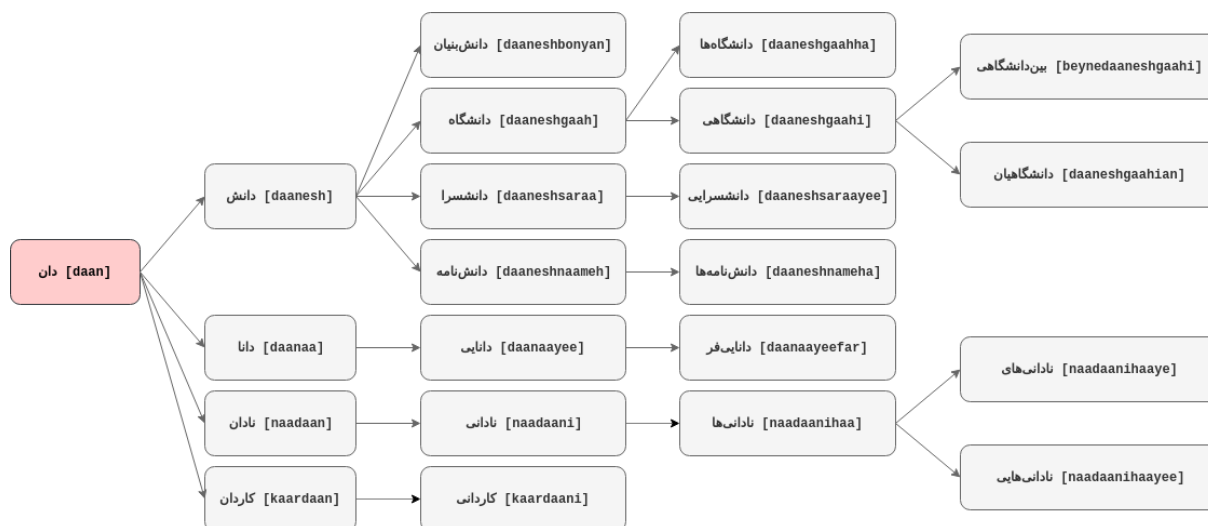 دان [daan]
دانش [daanesh]
دانا [daanaa]
نادان [naadaan]
کاردان [kaardaan]
دانش‌بنیان [daaneshbonyan]
دانشگاه [daaneshgaah]
دانشسرا [daaneshsaraa]
دانش‌نامه [daaneshnaameh]
دانایی [daanaayee]
نادانی [naadaani]
کاردانی [kaardaani]
دانشگاه‌ها [daaneshgaahha]
دانشگاهی [daaneshgaahi]
دانشسرایی [daaneshsaraayee]
دانش‌نامه‌ها [daaneshnameha]
دانایی‌فر [daanaayeefar]
نادانی‌ها [naadaanihaa]
بین‌دانشگاهی [beynedaaneshgaahi]
دانشگاهیان [daaneshgaahian]
نادانی‌های [naadaanihaaye]
نادانی‌هایی [naadaanihaayee]